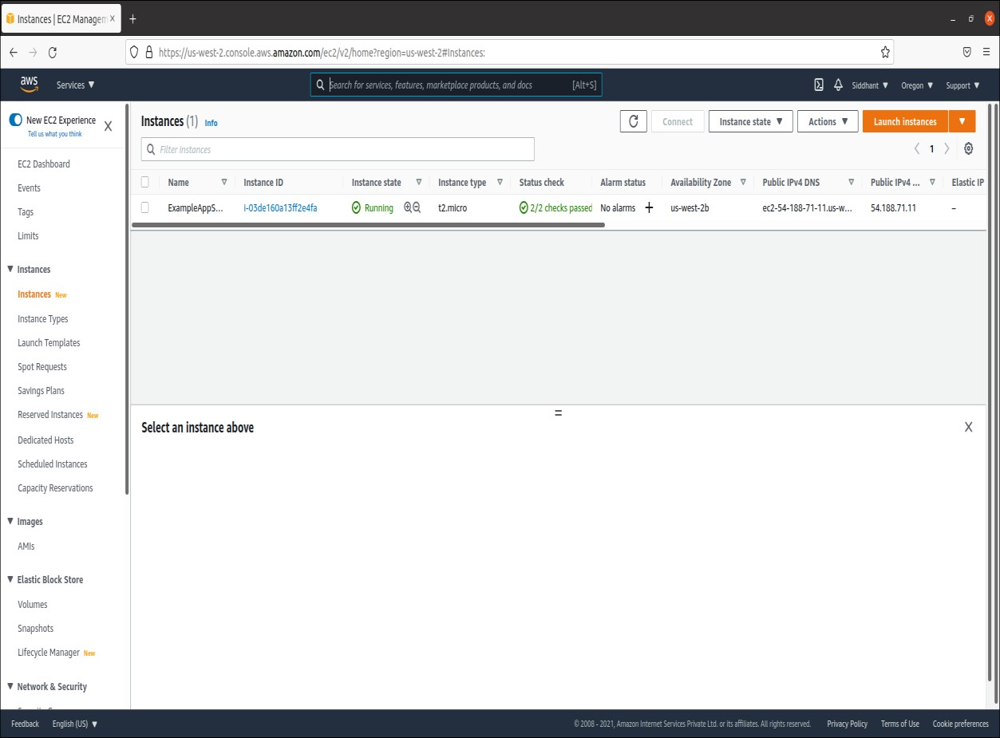 Instances | EC2 Managem
https://us-west-2.console.aws.amazon.com/ec2/v2/home?region=us-west-2#Instances:
aws Services Search for services, features, marketplace products, and docs [Alt+S] Siddhant Oregon Support
New EC2 Experience
Tell us what you think
EC2 Dashboard
Events
Tags
Limits
Instances
Instances New
Instance Types
Launch Templates
Spot Requests
Savings Plans
Reserved Instances New
Dedicated Hosts
Scheduled Instances
Capacity Reservations
Images
AMIs
Elastic Block Store
Volumes
Snapshots
Lifecycle Manager New
Network & Security
Instances (1) Info Connect Instance state Actions Launch instances
Filter instances 1
Name Instance ID Instance state Instance type Status check Alarm status Availability Zone Public IPv4 DNS Public IPv4 ... Elastic IP
ExampleAppS... i-03de160a13ff2e4fa Running t2.micro 2/2 checks passed No alarms + us-west-2b ec2-54-188-71-11.us-w... 54.188.71.11 –
Select an instance above
Feedback English (US) © 2008 - 2021, Amazon Internet Services Private Ltd. or its affiliates. All rights reserved. Privacy Policy Terms of Use Cookie preferences